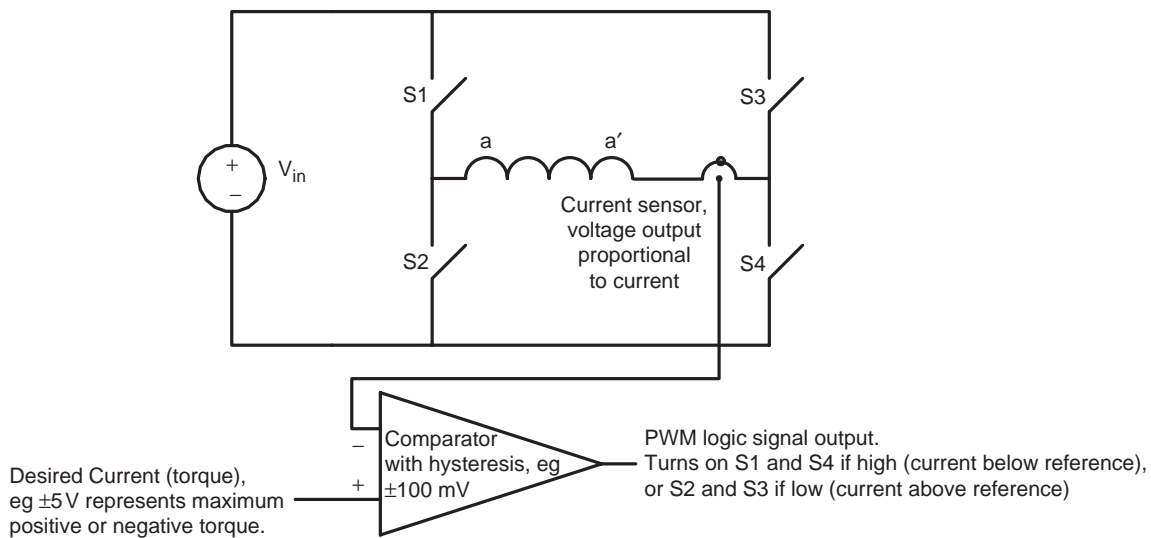 S1
S3
a
a′
+
−
Vin
Current sensor,
voltage output
proportional
to current
S2
S4
−
Comparator
with hysteresis, eg
±100 mV
+
PWM logic signal output.
Turns on S1 and S4 if high (current below reference),
or S2 and S3 if low (current above reference)
Desired Current (torque),
eg ±5 V represents maximum
positive or negative torque.